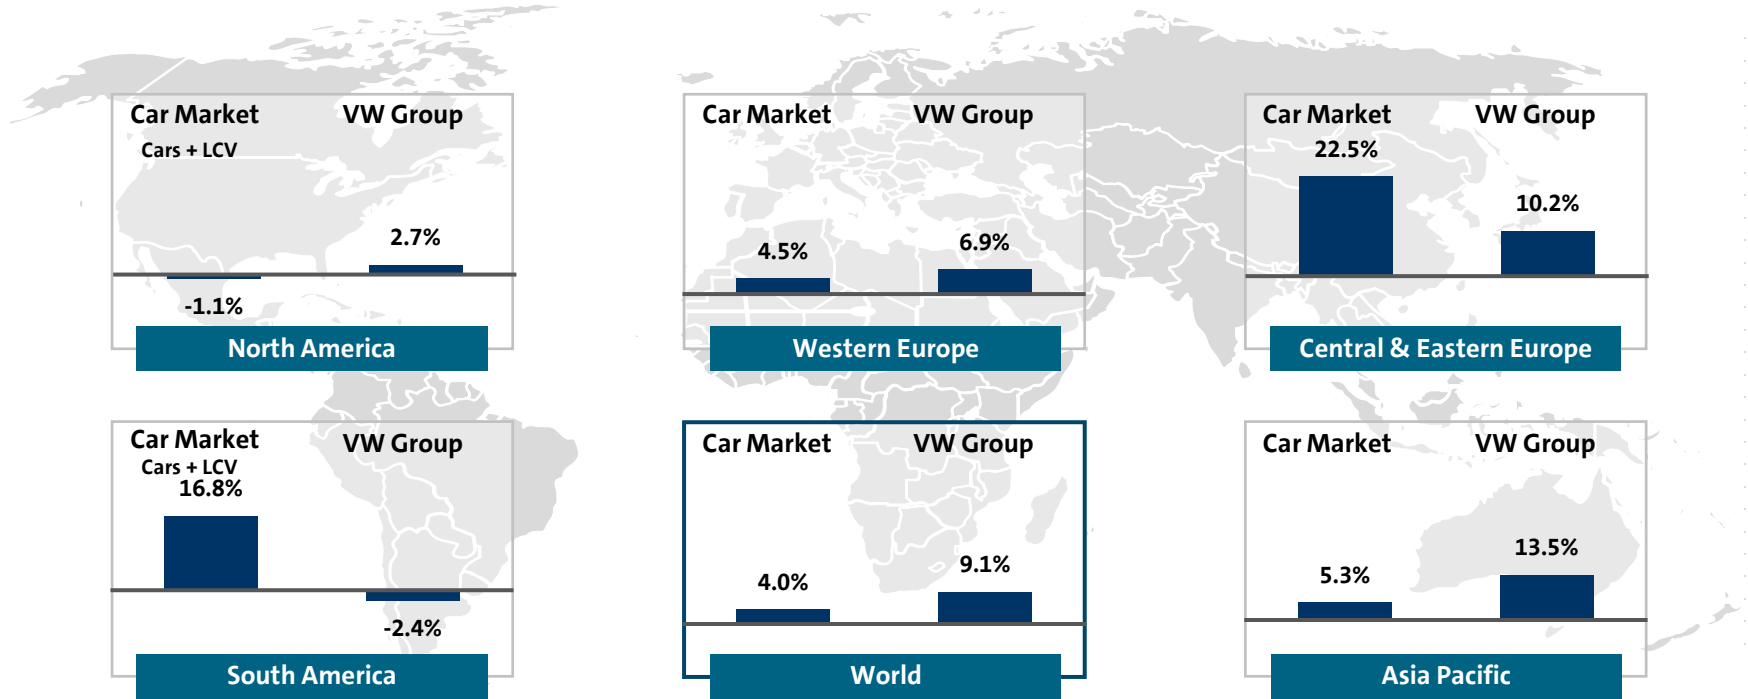 Car Market VW Group
Cars + LCV
2.7%
-1.1%
North America
Car Market VW Group
4.5% 6.9%
Western Europe
Car Market VW Group
22.5%
10.2%
Central & Eastern Europe
Car Market VW Group
Cars + LCV
16.8%
-2.4%
South America
Car Market VW Group
4.0% 9.1%
World
Car Market VW Group
5.3% 13.5%
Asia Pacific